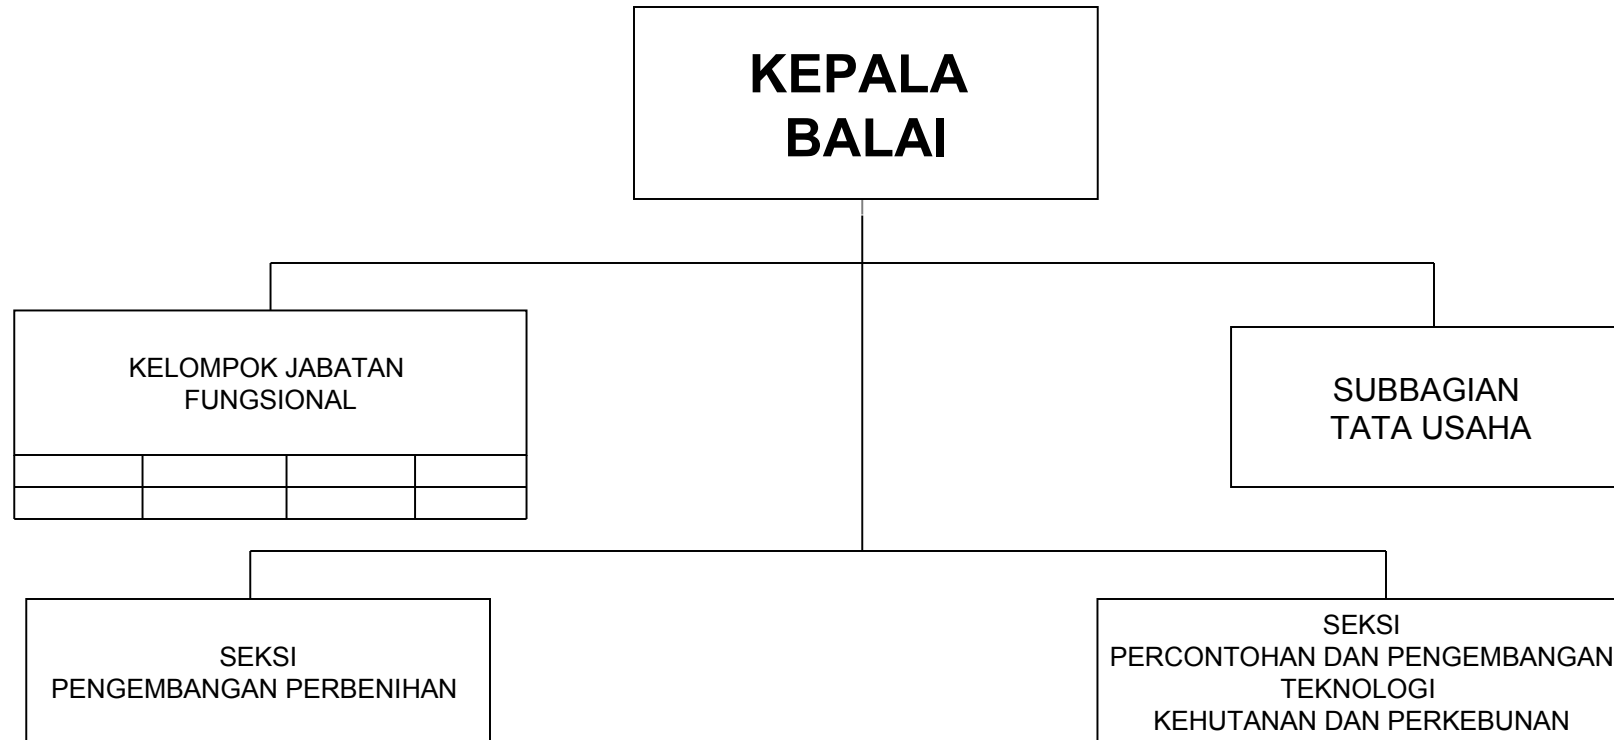 KEPALA
BALAI
KELOMPOK JABATAN
FUNGSIONAL
SUBBAGIAN
TATA USAHA
SEKSI
PENGEMBANGAN PERBENIHAN
SEKSI
PERCONTOHAN DAN PENGEMBANGAN
TEKNOLOGI
KEHUTANAN DAN PERKEBUNAN